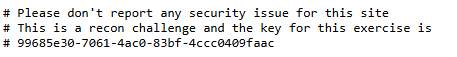 # Please don't report any security issue for this site
# This is a recon challenge and the key for this exercise is
# 99685e30-7061-4ac0-83bf-4ccc0409faac